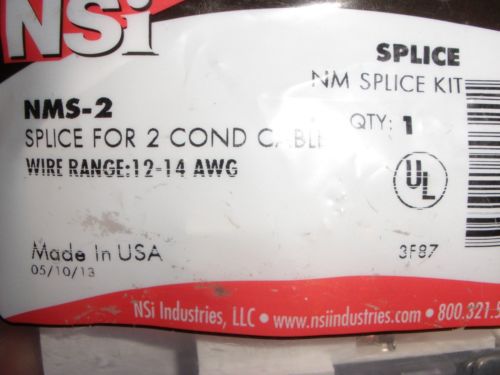 NSi
SPLICE
NM SPLICE KIT
NMS-2
QTY: 1
SPLICE FOR 2 COND CABLE
WIRE RANGE:12-14 AWG
UL
Made In USA
3F87
05/10/13
NSi Industries, LLC • www.nsiindustries.com • 800.321.5